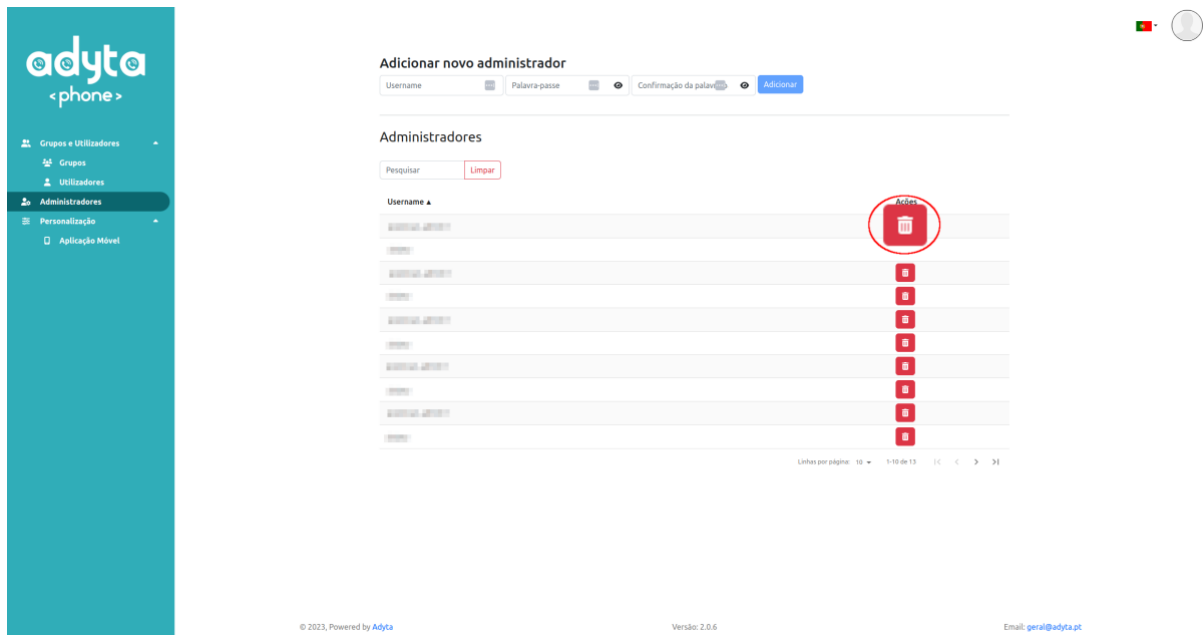 adyta
<phone>
Grupos e Utilizadores
Grupos
Utilizadores
Administradores
Personalização
Aplicação Móvel
Adicionar novo administrador
Username Palavra-passe Confirmação da palav Adicionar
Administradores
Pesquisar Limpar
Username ▲ Ações
Linhas por página: 10 1-10 de 13
© 2023, Powered by Adyta Versão: 2.0.6 Email: geral@adyta.pt